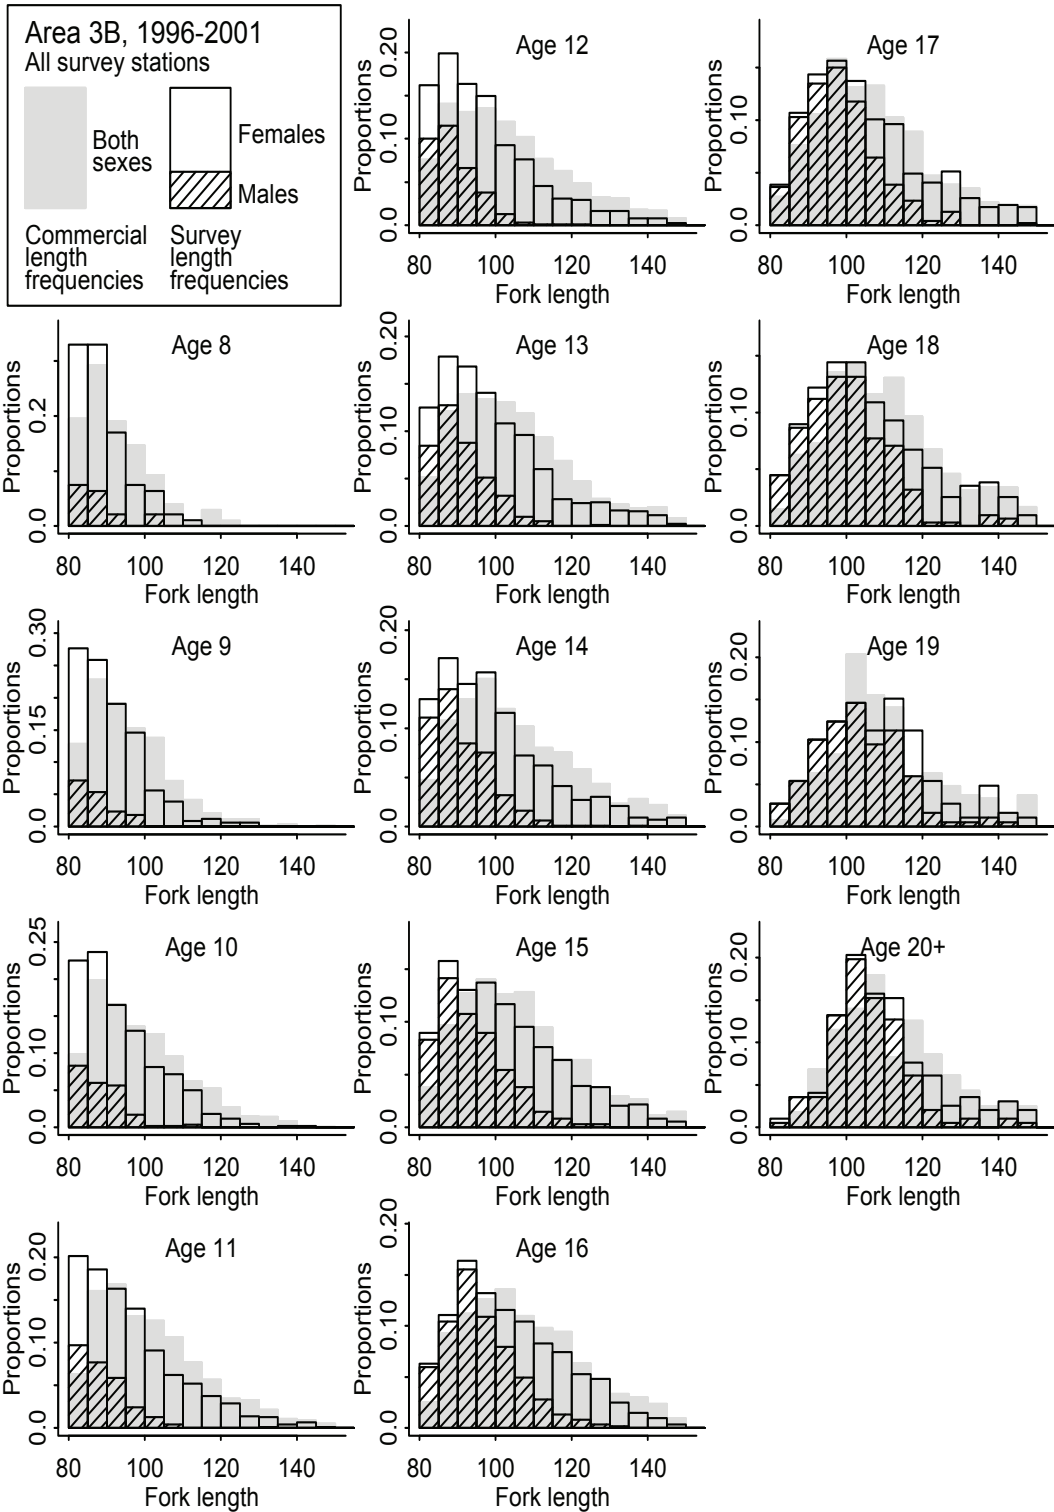 Area 3B, 1996-2001
All survey stations
Both
sexes
Females
Males
Commercial
length
frequencies
Survey
length
frequencies
Age 12
Proportions
0.0 0.10 0.20
80 100 120 140
Fork length
Age 17
Proportions
0.0 0.10
80 100 120 140
Fork length
Age 8
Proportions
0.0 0.2
80 100 120 140
Fork length
Age 13
Proportions
0.0 0.10 0.20
80 100 120 140
Fork length
Age 18
Proportions
0.0 0.10
80 100 120 140
Fork length
Age 9
Proportions
0.0 0.15 0.30
80 100 120 140
Fork length
Age 14
Proportions
0.0 0.10 0.20
80 100 120 140
Fork length
Age 19
Proportions
0.0 0.10 0.20
80 100 120 140
Fork length
Age 10
Proportions
0.0 0.10 0.25
80 100 120 140
Fork length
Age 15
Proportions
0.0 0.10
80 100 120 140
Fork length
Age 20+
Proportions
0.0 0.10 0.20
80 100 120 140
Fork length
Age 11
Proportions
0.0 0.10 0.20
80 100 120 140
Fork length
Age 16
Proportions
0.0 0.10 0.20
80 100 120 140
Fork length